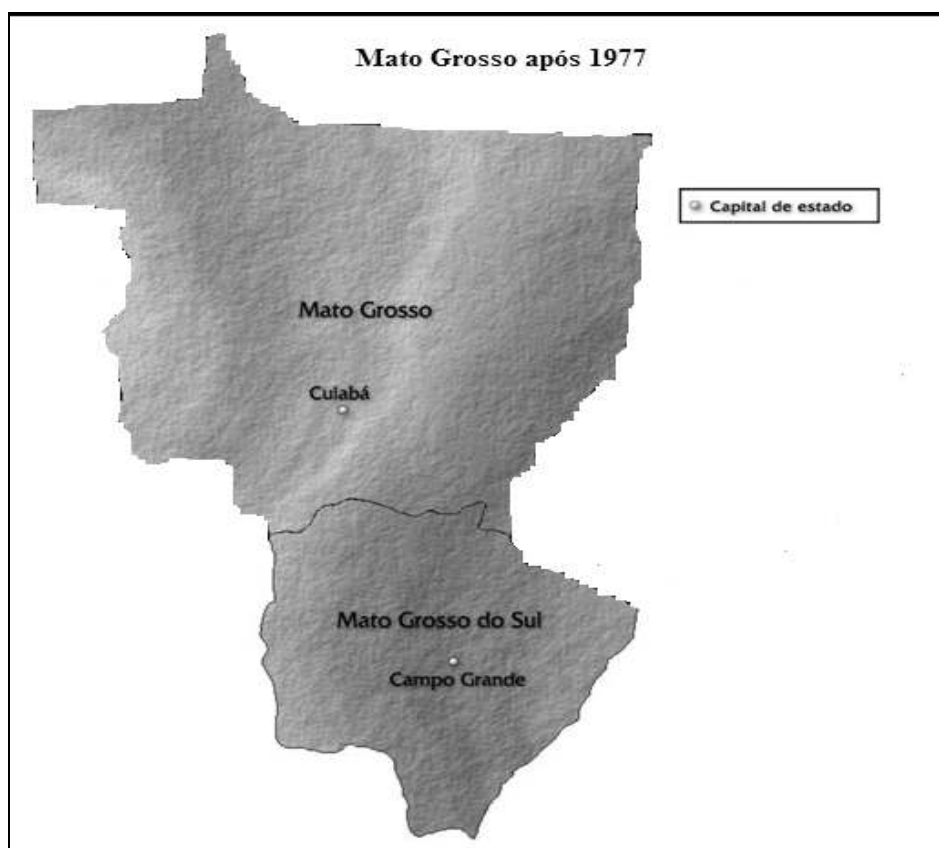 Mato Grosso após 1977
Capital de estado
Mato Grosso
Cuiabá
Mato Grosso do Sul
Campo Grande